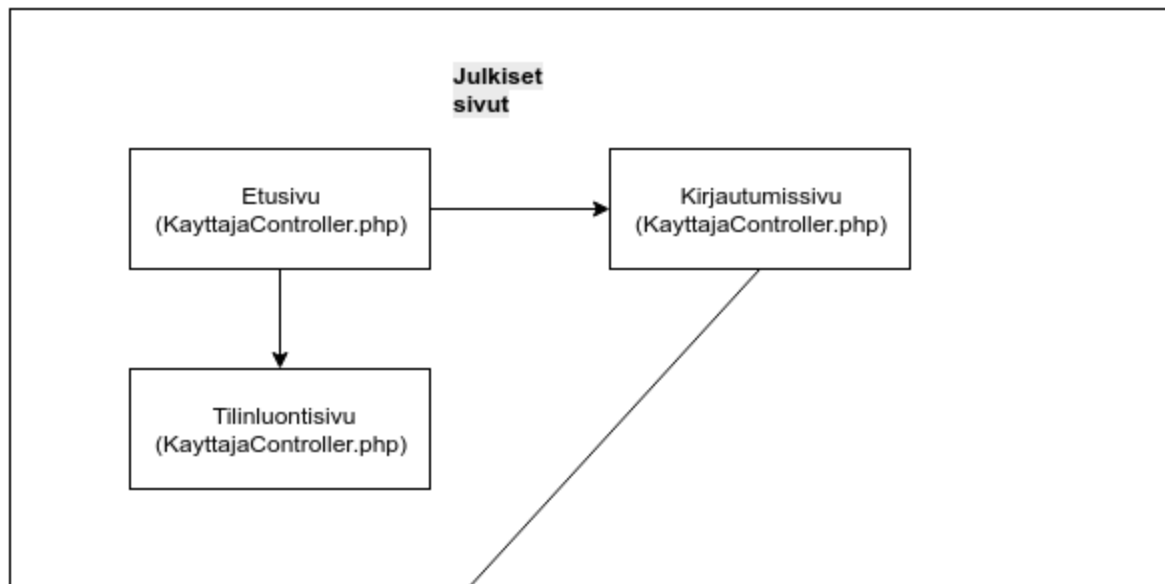 Julkiset
sivut
Etusivu
(KayttajaController.php)
Kirjautumissivu
(KayttajaController.php)
Tilinluontisivu
(KayttajaController.php)